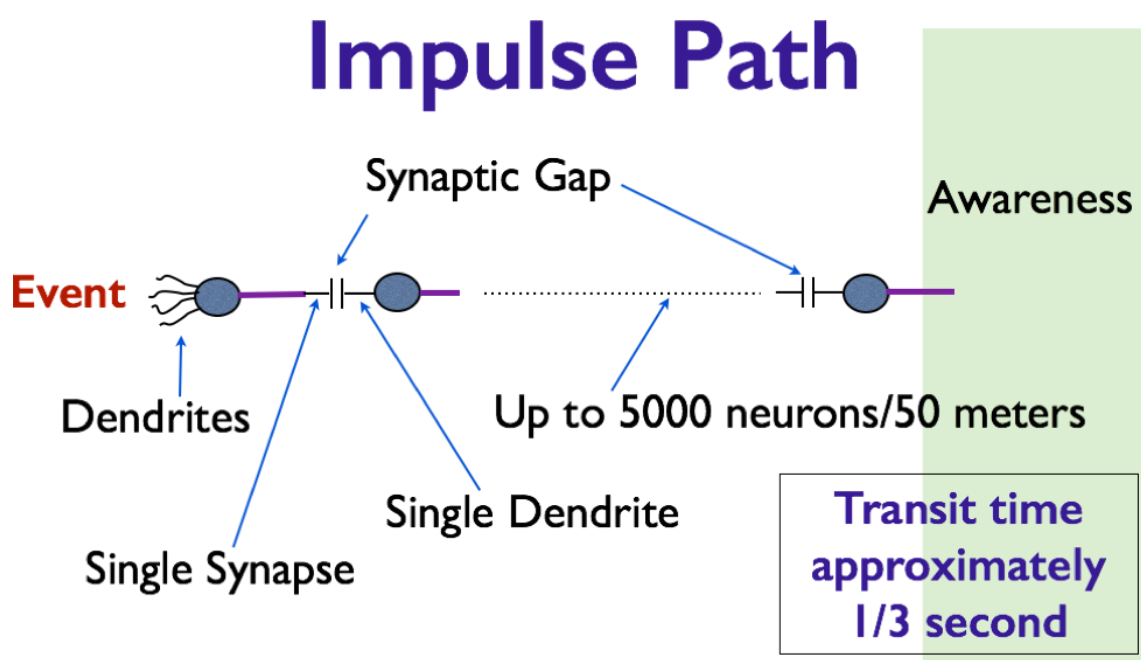 Impulse Path
Synaptic Gap
Awareness
Event
Dendrites
Up to 5000 neurons/50 meters
Single Dendrite
Single Synapse
Transit time
approximately
1/3 second